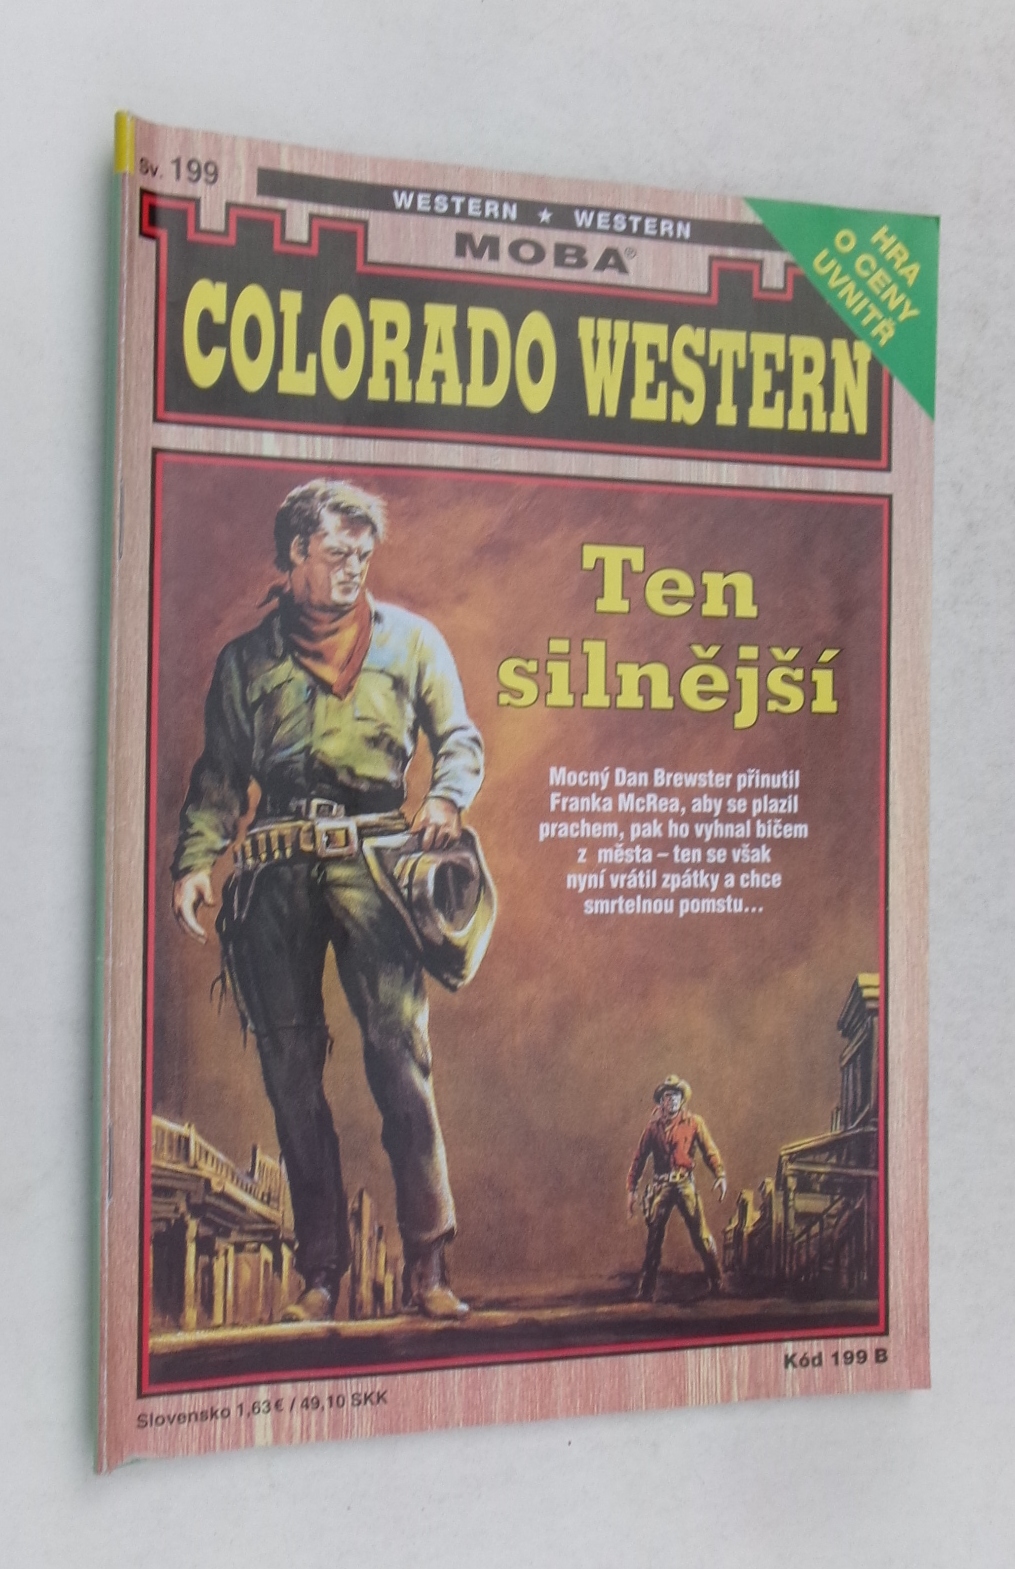 Sv. 199
WESTERN ★ WESTERN
MOBA®
HRA
O CENY
UVNITŘ
COLORADO WESTERN
Ten
silnější
Mocný Dan Brewster přinutil
Franka McRea, aby se plazil
prachem, pak ho vyhnal bičem
z města – ten se však
nyní vrátil zpátky a chce
smrtelnou pomstu...
Kód 199 B
Slovensko 1,63 € / 49,10 SKK